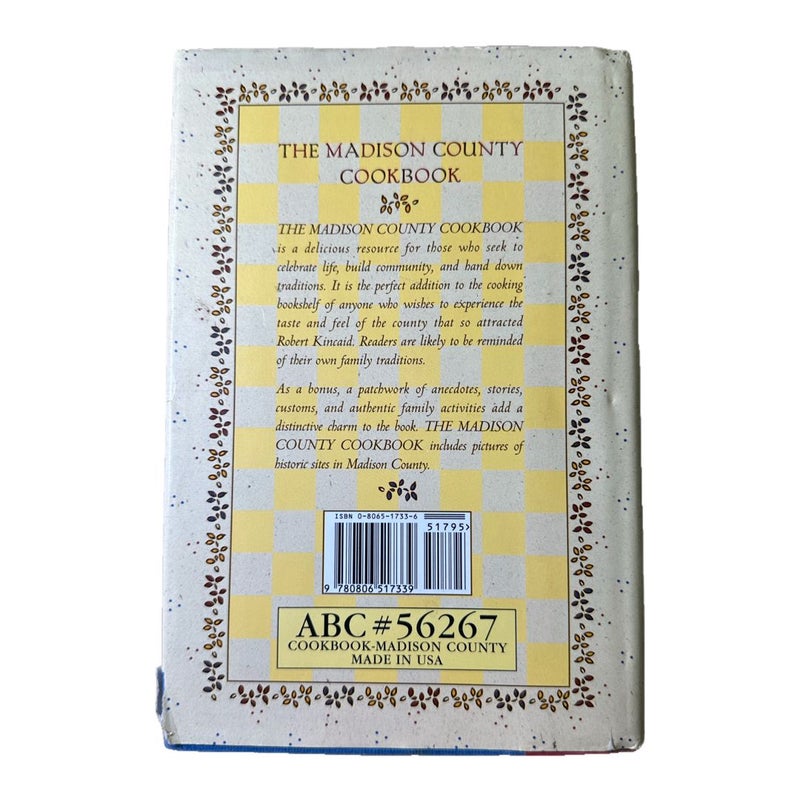 THE MADISON COUNTY
COOKBOOK
THE MADISON COUNTY COOKBOOK
is a delicious resource for those who seek to
celebrate life, build community, and hand down
traditions. It is the perfect addition to the cooking
bookshelf of anyone who wishes to experience the
taste and feel of the county that so attracted
Robert Kincaid. Readers are likely to be reminded
of their own family traditions.
As a bonus, a patchwork of anecdotes, stories,
customs, and authentic family activities add a
distinctive charm to the book. THE MADISON
COUNTY COOKBOOK includes pictures of
historic sites in Madison County.
ISBN 0-8065-1733-6
51795>
9 780806 517339
ABC #56267
COOKBOOK-MADISON COUNTY
MADE IN USA